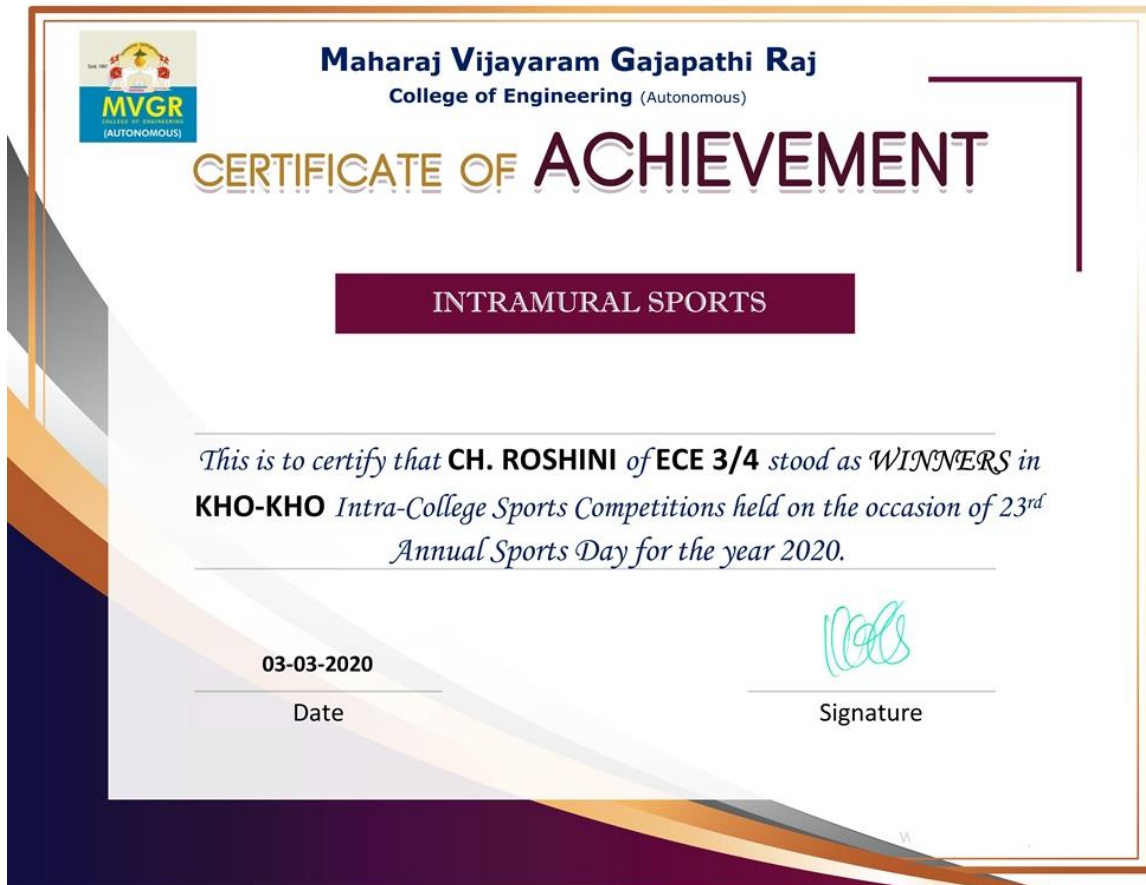 Maharaj Vijayaram Gajapathi Raj
College of Engineering (Autonomous)
MVGR
COLLEGE OF ENGINEERING
(AUTONOMOUS)
CERTIFICATE OF ACHIEVEMENT
INTRAMURAL SPORTS
This is to certify that CH. ROSHINI of ECE 3/4 stood as WINNERS in
KHO-KHO Intra-College Sports Competitions held on the occasion of 23rd
Annual Sports Day for the year 2020.
03-03-2020
Date
Signature